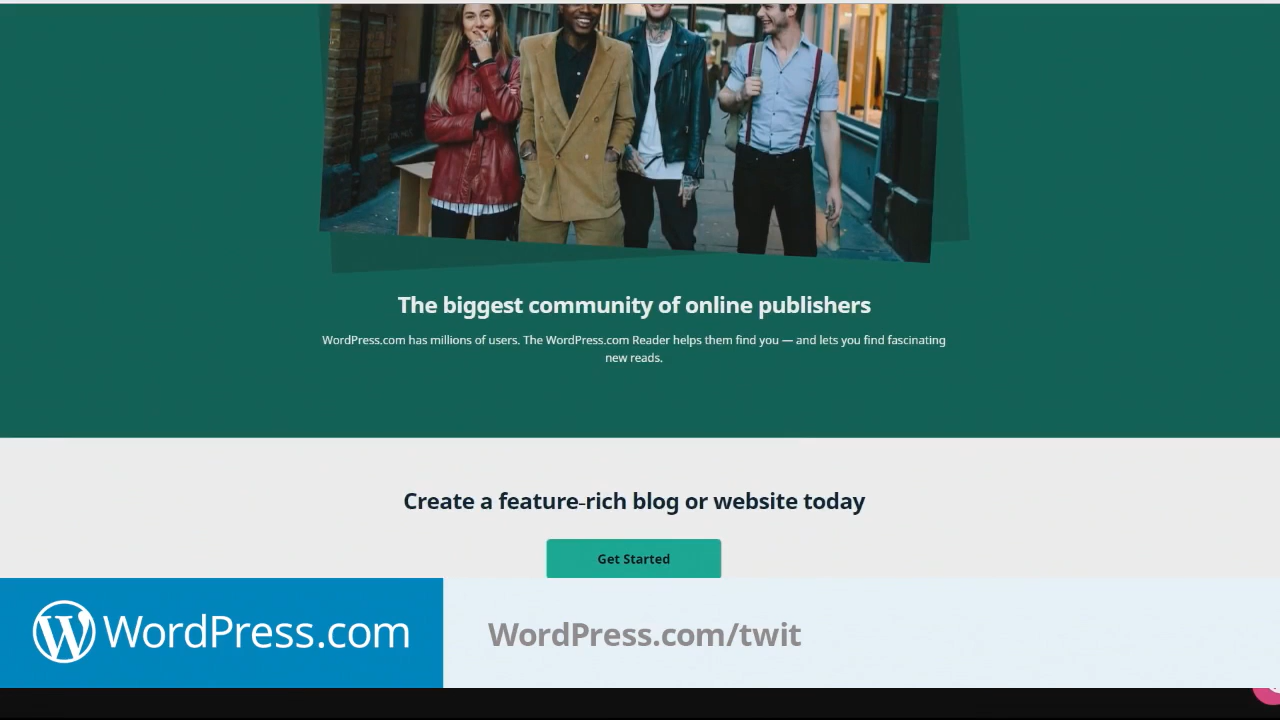 The biggest community of online publishers
WordPress.com has millions of users. The WordPress.com Reader helps them find you — and lets you find fascinating
new reads.
Create a feature-rich blog or website today
Get Started
WordPress.com
WordPress.com/twit